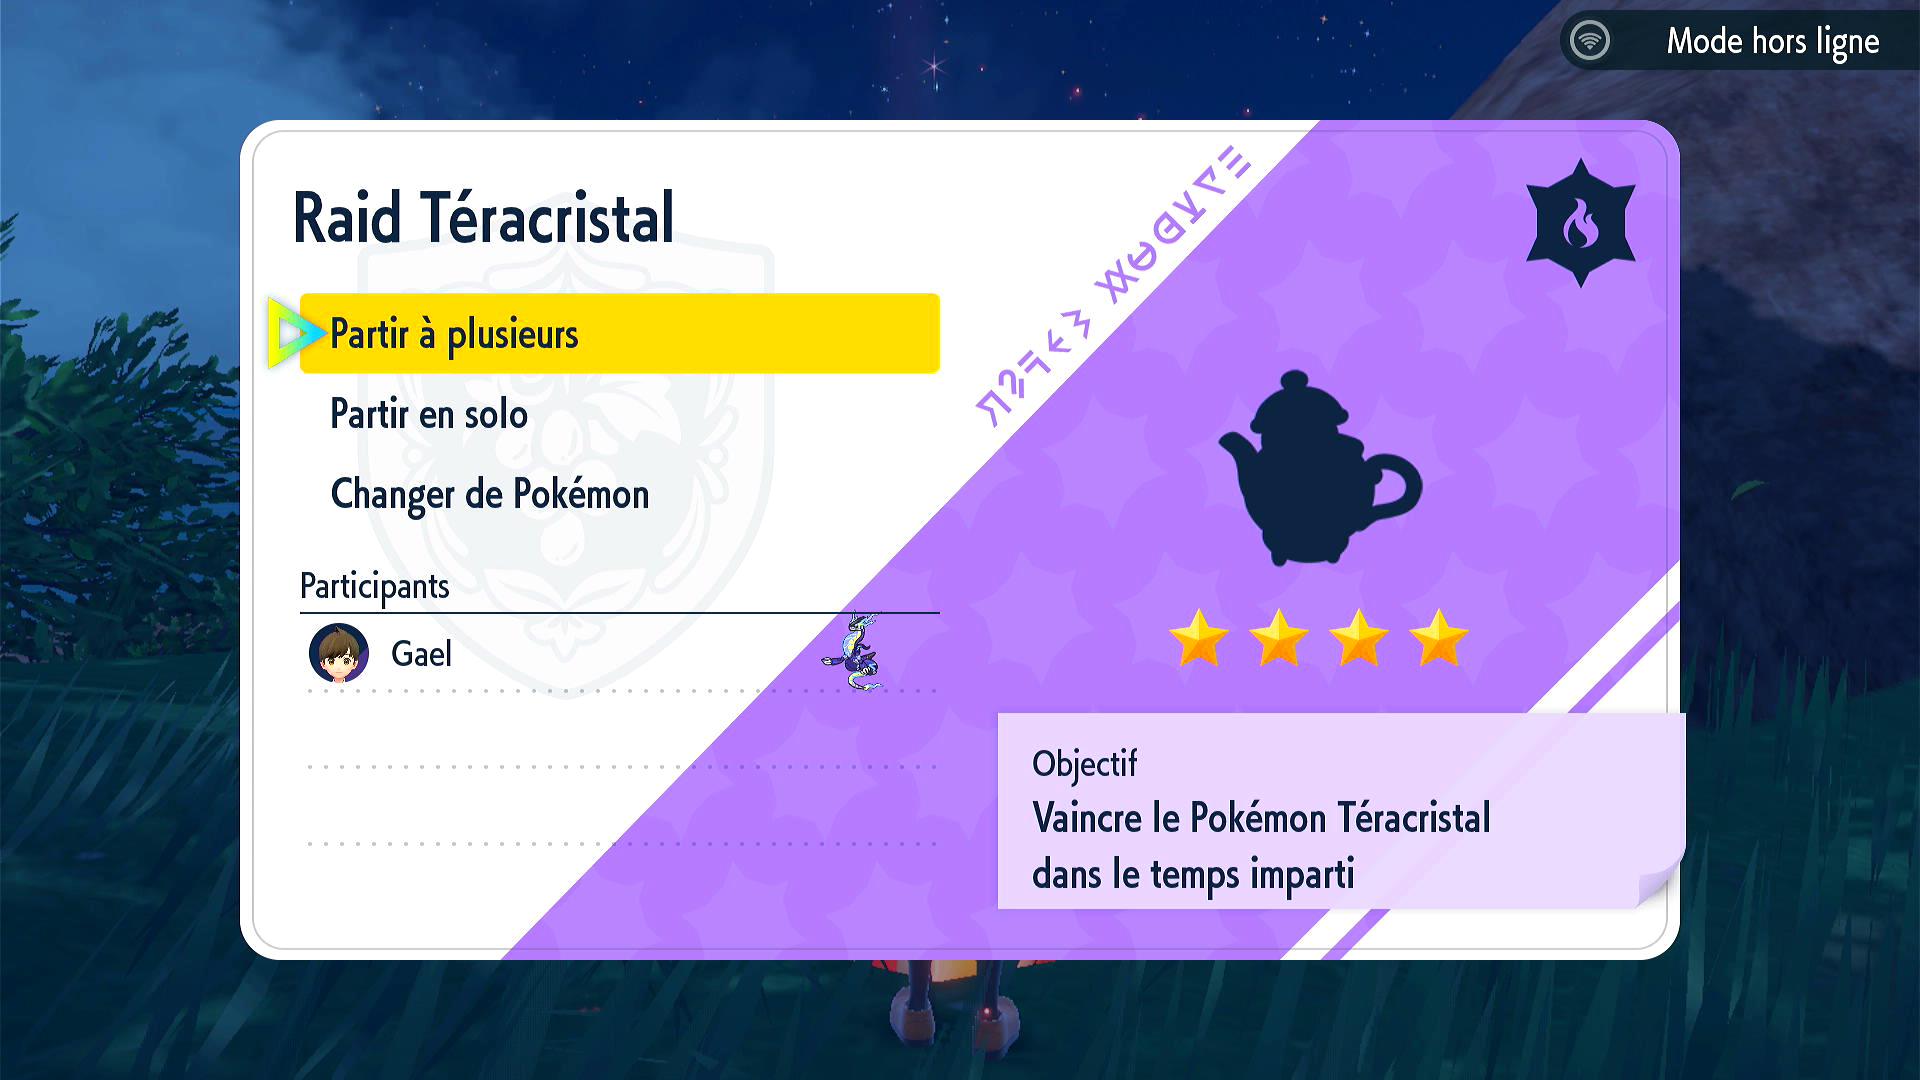 Mode hors ligne
Raid Téracristal
Partir à plusieurs
Partir en solo
Changer de Pokémon
Participants
Gael
Objectif
Vaincre le Pokémon Téracristal
dans le temps imparti